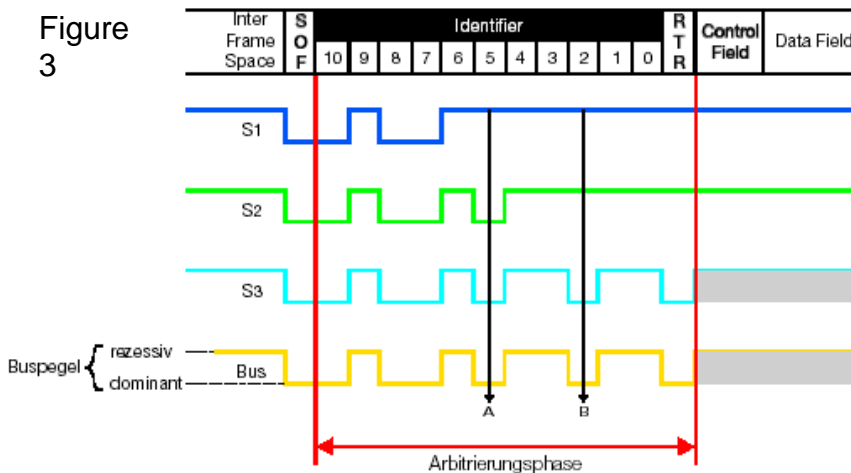 Figure
3
Inter
Frame
Space
S
O
F
Identifier
10 9 8 7 6 5 4 3 2 1 0
R
T
R
Control
Field
Data Field
S1
S2
S3
Buspegel
rezessiv
dominant
Bus
A
B
Arbitrierungsphase